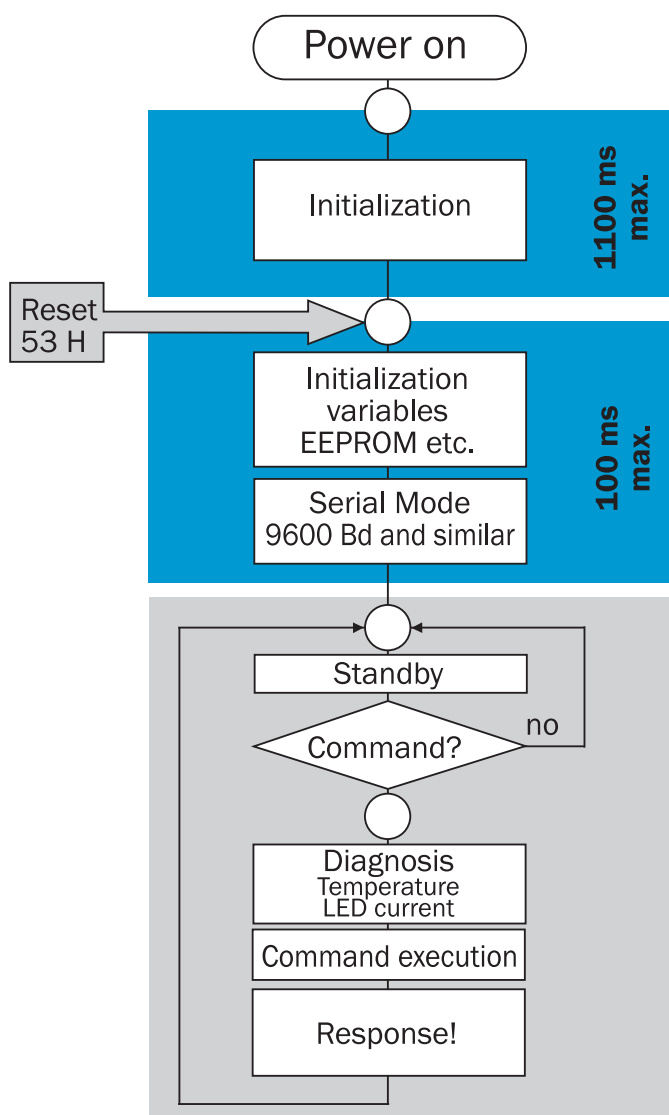 Power on
1100 ms
max.
Initialization
Reset
53 H
Initialization
variables
EEPROM etc.
100 ms
max.
Serial Mode
9600 Bd and similar
Standby
Command?
no
Diagnosis
Temperature
LED current
Command execution
Response!